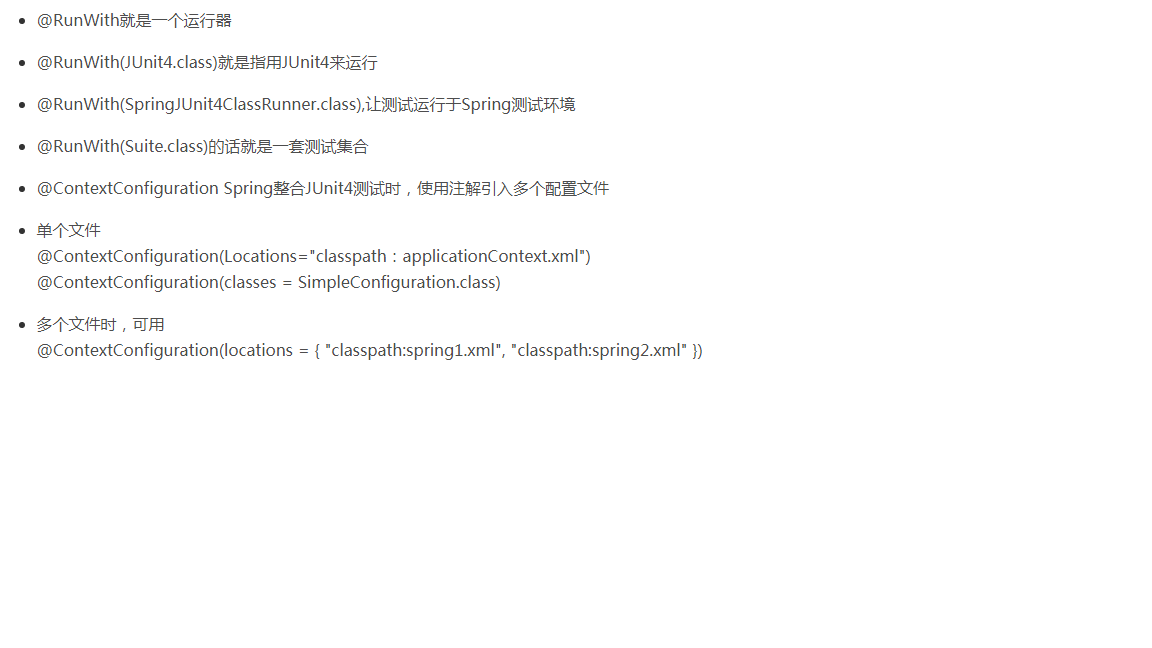 @RunWith就是一个运行器
@RunWith(JUnit4.class)就是指用JUnit4来运行
@RunWith(SpringJUnit4ClassRunner.class),让测试运行于Spring测试环境
@RunWith(Suite.class)的话就是一套测试集合
@ContextConfiguration Spring整合JUnit4测试时，使用注解引入多个配置文件
单个文件
@ContextConfiguration(Locations="classpath：applicationContext.xml")
@ContextConfiguration(classes = SimpleConfiguration.class)
多个文件时，可用
@ContextConfiguration(locations = { "classpath:spring1.xml", "classpath:spring2.xml" })